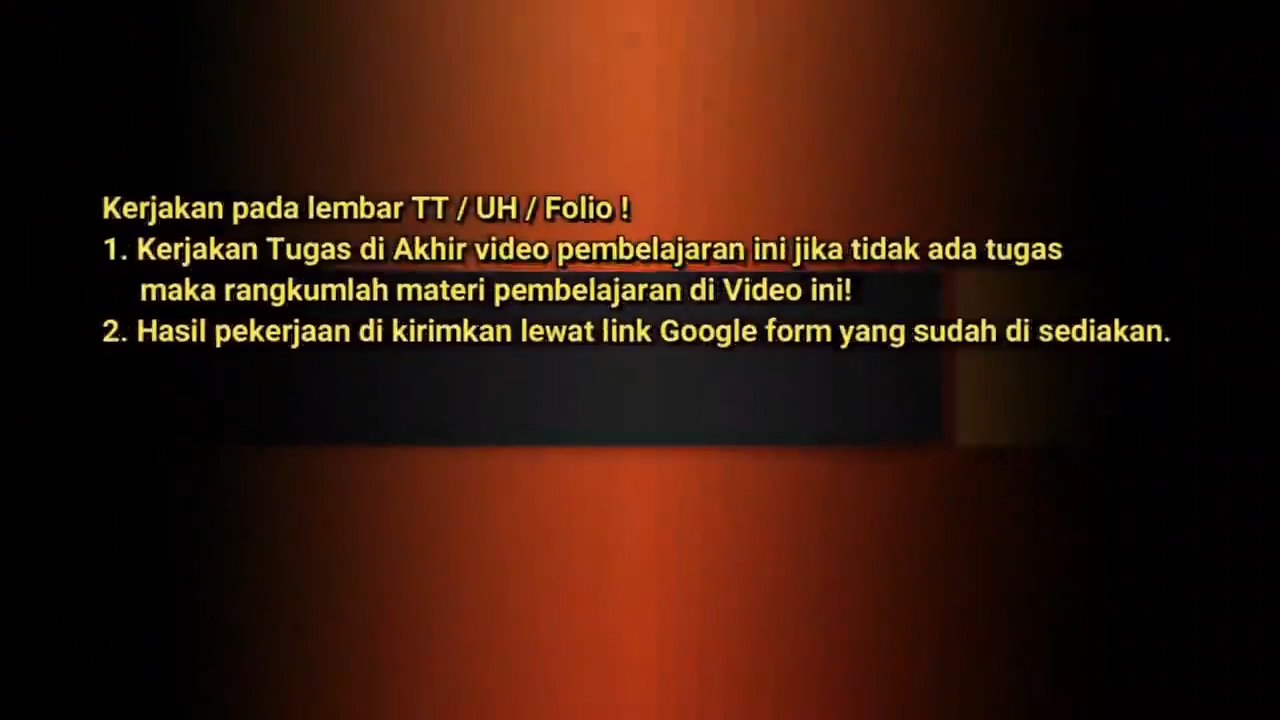 Kerjakan pada lembar TT / UH / Folio !
1. Kerjakan Tugas di Akhir video pembelajaran ini jika tidak ada tugas
maka rangkumlah materi pembelajaran di Video ini!
2. Hasil pekerjaan di kirimkan lewat link Google form yang sudah di sediakan.